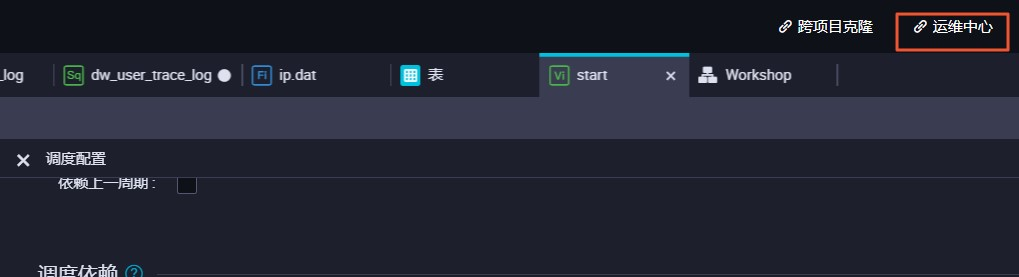 跨项目克隆 运维中心
_log Sq dw_user_trace_log Fi ip.dat 表 Vi start × Workshop
× 调度配置
依赖上一周期 :
调度依赖 ?